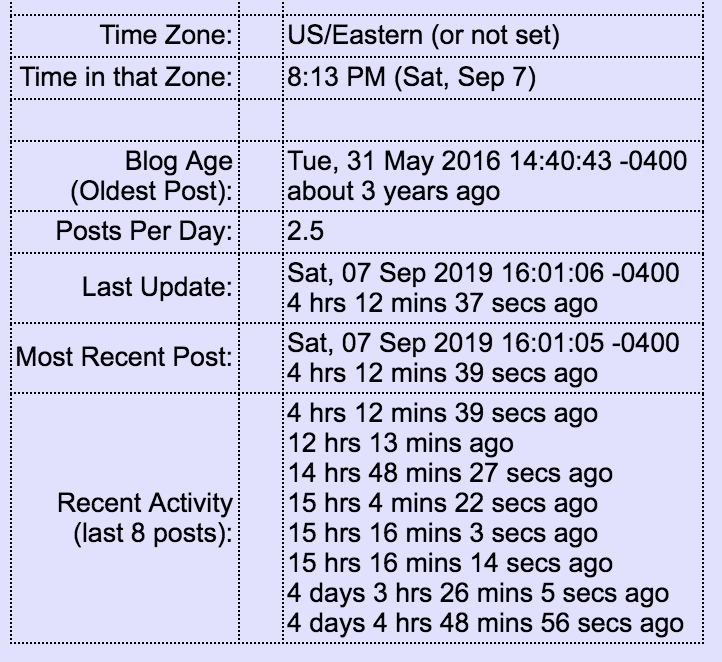 Time Zone: US/Eastern (or not set)
Time in that Zone: 8:13 PM (Sat, Sep 7)
Blog Age (Oldest Post): Tue, 31 May 2016 14:40:43 -0400
about 3 years ago
Posts Per Day: 2.5
Last Update: Sat, 07 Sep 2019 16:01:06 -0400
4 hrs 12 mins 37 secs ago
Most Recent Post: Sat, 07 Sep 2019 16:01:05 -0400
4 hrs 12 mins 39 secs ago
Recent Activity (last 8 posts): 4 hrs 12 mins 39 secs ago
12 hrs 13 mins ago
14 hrs 48 mins 27 secs ago
15 hrs 4 mins 22 secs ago
15 hrs 16 mins 3 secs ago
15 hrs 16 mins 14 secs ago
4 days 3 hrs 26 mins 5 secs ago
4 days 4 hrs 48 mins 56 secs ago